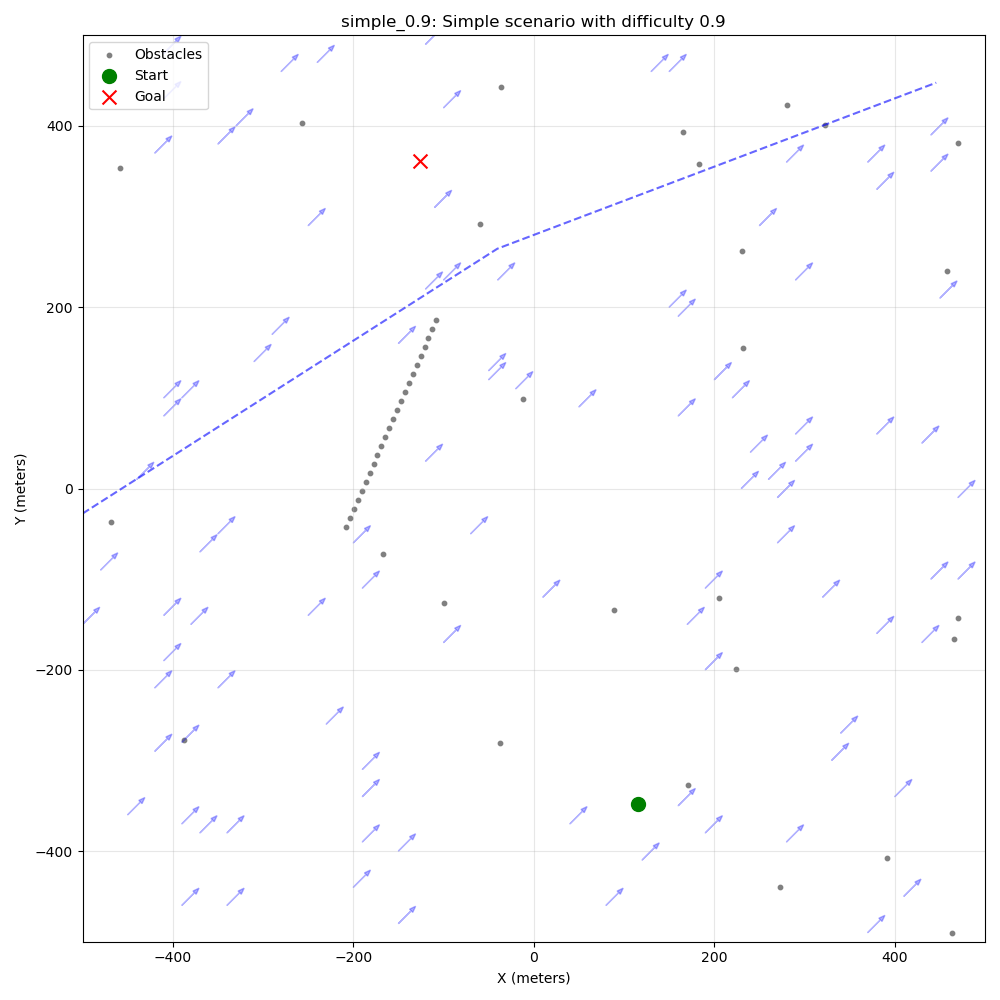 simple_0.9: Simple scenario with difficulty 0.9
Obstacles
Start
Goal
400
200
0
−200
−400
Y (meters)
−400
−200
0
200
400
X (meters)